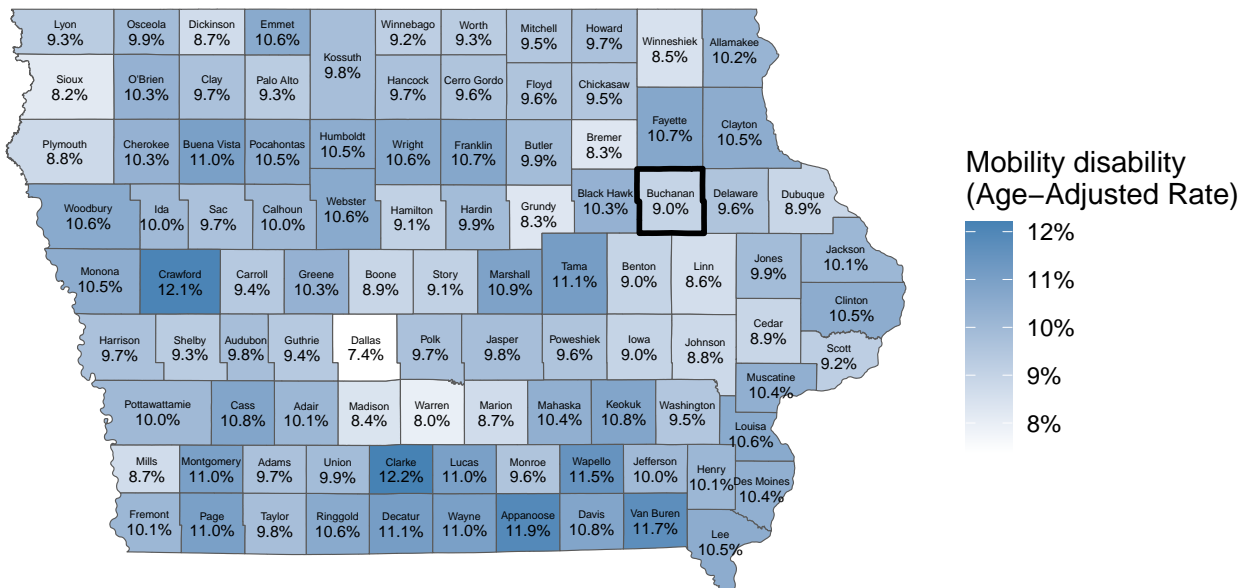 Lyon
9.3%
Osceola
9.9%
Dickinson
8.7%
Emmet
10.6%
Kossuth
9.8%
Winnebago
9.2%
Worth
9.3%
Mitchell
9.5%
Howard
9.7%
Winneshiek
8.5%
Allamakee
10.2%
Sioux
8.2%
O'Brien
10.3%
Clay
9.7%
Palo Alto
9.3%
Hancock
9.7%
Cerro Gordo
9.6%
Floyd
9.6%
Chickasaw
9.5%
Fayette
10.7%
Clayton
10.5%
Plymouth
8.8%
Cherokee
10.3%
Buena Vista
11.0%
Pocahontas
10.5%
Humboldt
10.5%
Wright
10.6%
Franklin
10.7%
Butler
9.9%
Bremer
8.3%
Woodbury
10.6%
Ida
10.0%
Sac
9.7%
Calhoun
10.0%
Webster
10.6%
Hamilton
9.1%
Hardin
9.9%
Grundy
8.3%
Black Hawk
10.3%
Buchanan
9.0%
Delaware
9.6%
Dubuque
8.9%
Monona
10.5%
Crawford
12.1%
Carroll
9.4%
Greene
10.3%
Boone
8.9%
Story
9.1%
Marshall
10.9%
Tama
11.1%
Benton
9.0%
Linn
8.6%
Jones
9.9%
Jackson
10.1%
Clinton
10.5%
Harrison
9.7%
Shelby
9.3%
Audubon
9.8%
Guthrie
9.4%
Dallas
7.4%
Polk
9.7%
Jasper
9.8%
Poweshiek
9.6%
Iowa
9.0%
Johnson
8.8%
Cedar
8.9%
Scott
9.2%
Muscatine
10.4%
Pottawattamie
10.0%
Cass
10.8%
Adair
10.1%
Madison
8.4%
Warren
8.0%
Marion
8.7%
Mahaska
10.4%
Keokuk
10.8%
Washington
9.5%
Louisa
10.6%
Mills
8.7%
Montgomery
11.0%
Adams
9.7%
Union
9.9%
Clarke
12.2%
Lucas
11.0%
Monroe
9.6%
Wapello
11.5%
Jefferson
10.0%
Henry
10.1%
Des Moines
10.4%
Fremont
10.1%
Page
11.0%
Taylor
9.8%
Ringgold
10.6%
Decatur
11.1%
Wayne
11.0%
Appanoose
11.9%
Davis
10.8%
Van Buren
11.7%
Lee
10.5%
Mobility disability
(Age−Adjusted Rate)
12%
11%
10%
9%
8%